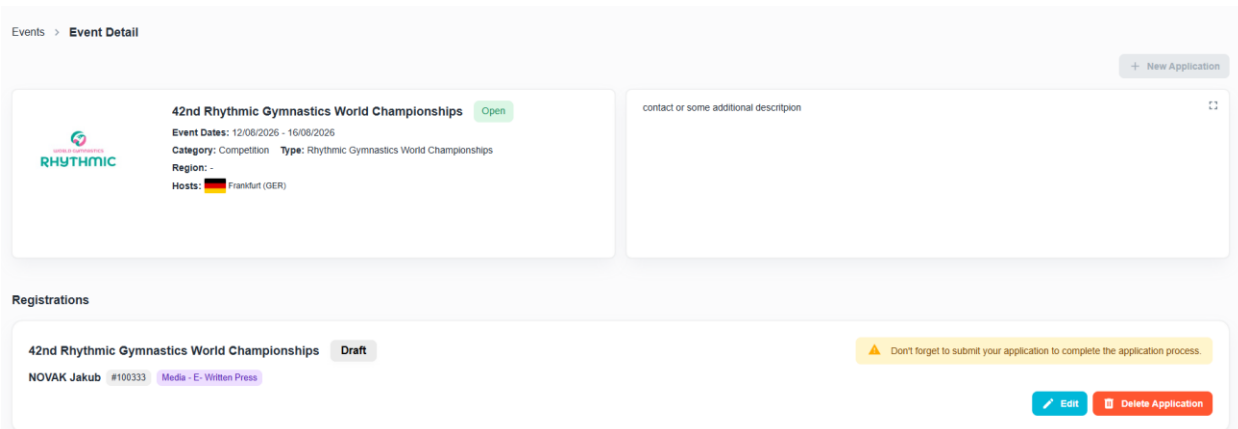 Events > Event Detail
+ New Application
WORLD GYMNASTICS
RHYTHMIC
42nd Rhythmic Gymnastics World Championships Open
Event Dates: 12/08/2026 - 16/08/2026
Category: Competition Type: Rhythmic Gymnastics World Championships
Region: -
Hosts: Frankfurt (GER)
contact or some additional descritpion
Registrations
42nd Rhythmic Gymnastics World Championships Draft
Don't forget to submit your application to complete the application process.
NOVAK Jakub #100333 Media - E- Written Press
Edit Delete Application